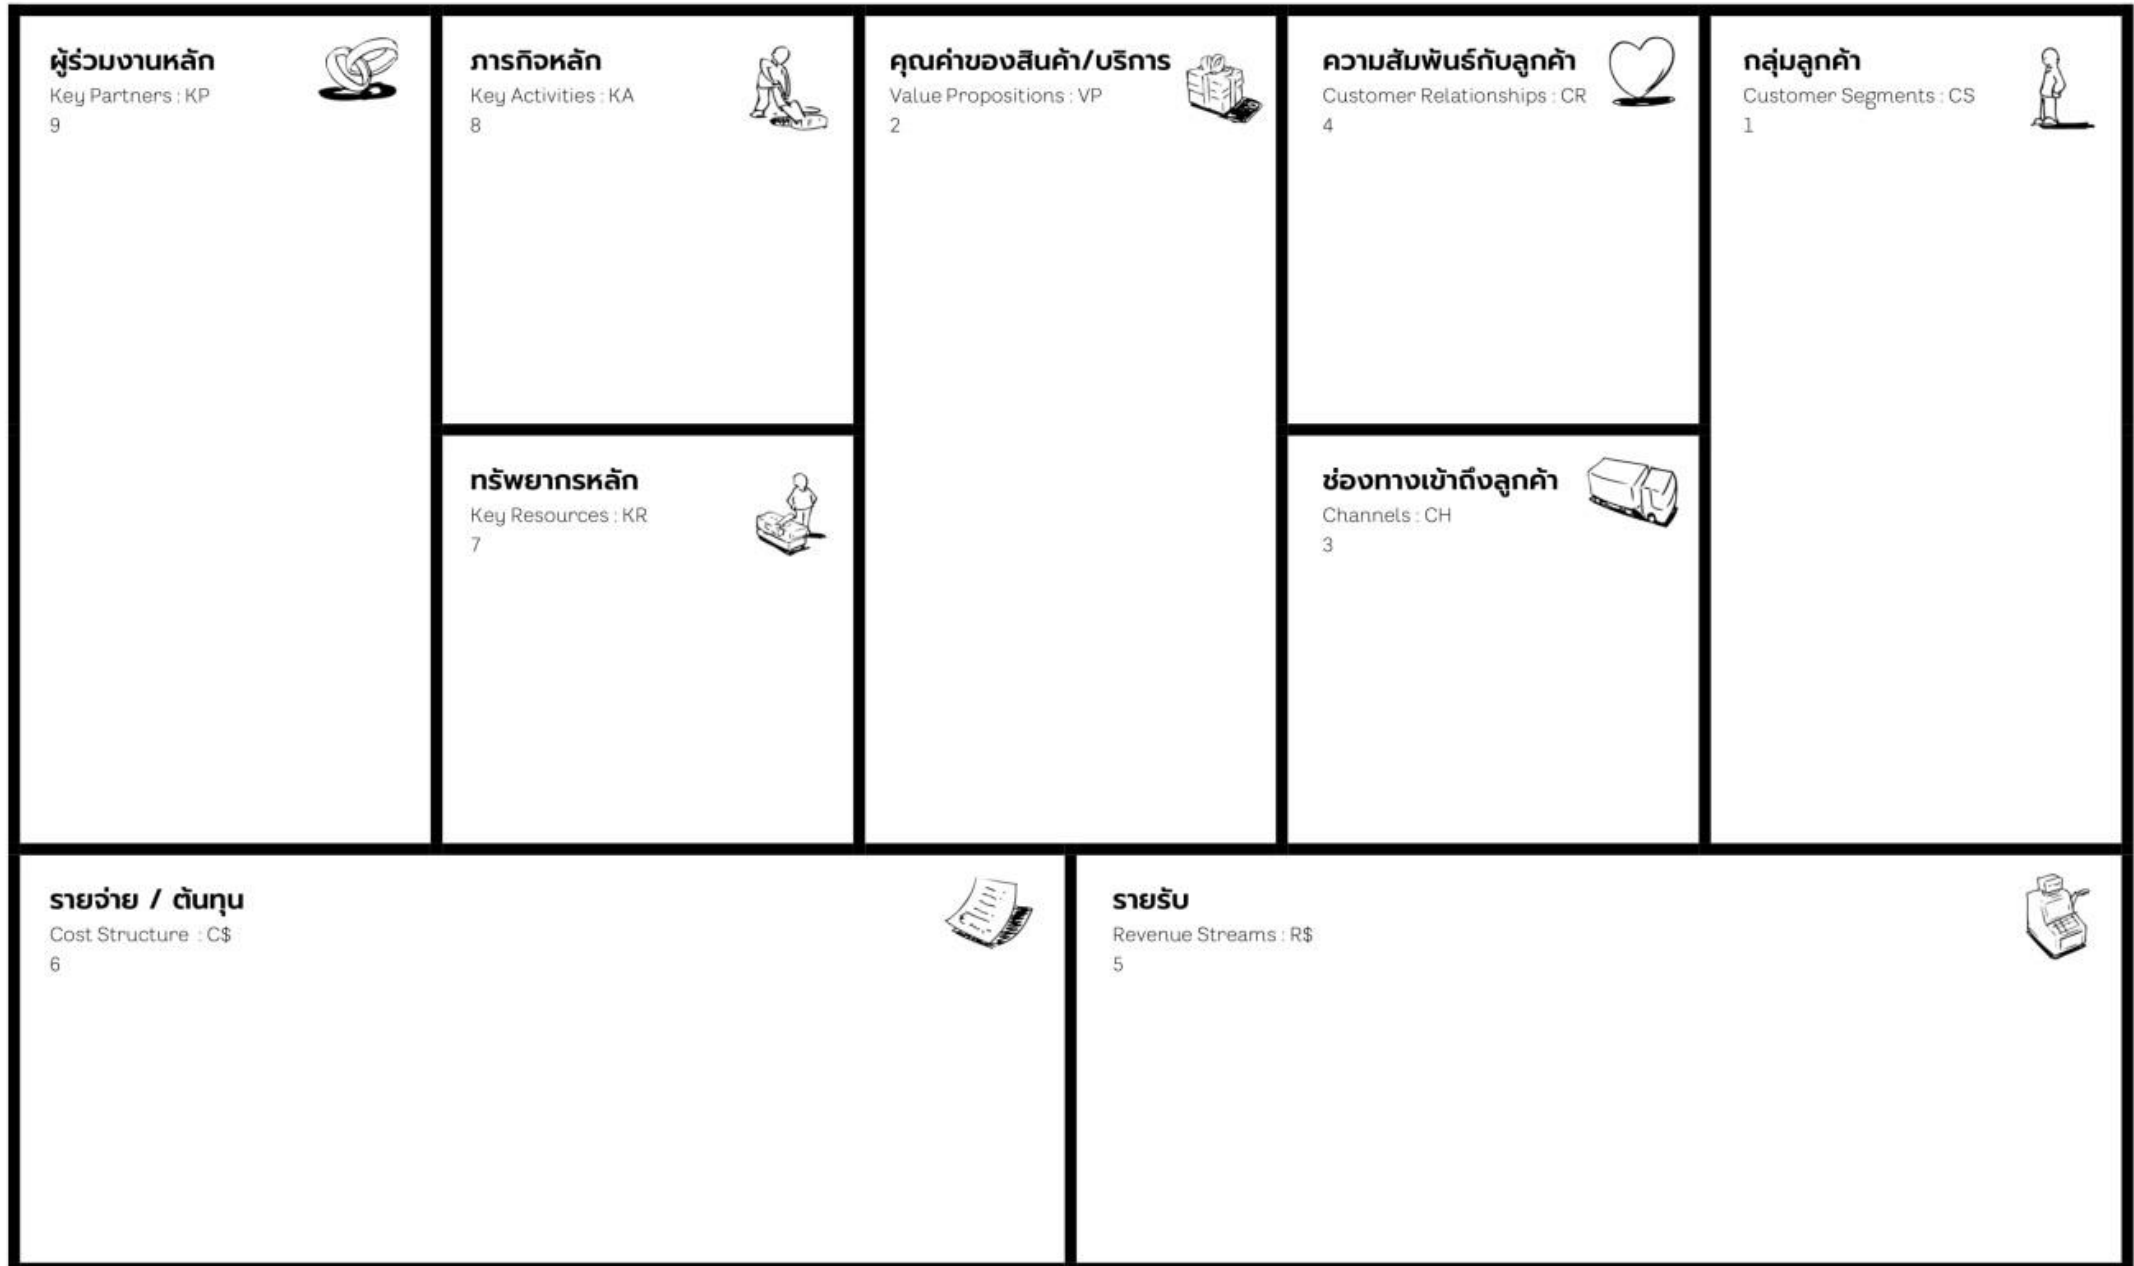 ผู้ร่วมงานหลัก
Key Partners : KP
9
ภารกิจหลัก
Key Activities : KA
8
ทรัพยากรหลัก
Key Resources : KR
7
คุณค่าของสินค้า/บริการ
Value Propositions : VP
2
ความสัมพันธ์กับลูกค้า
Customer Relationships : CR
4
ช่องทางเข้าถึงลูกค้า
Channels : CH
3
กลุ่มลูกค้า
Customer Segments : CS
1
รายจ่าย / ต้นทุน
Cost Structure : C$
6
รายรับ
Revenue Streams : R$
5